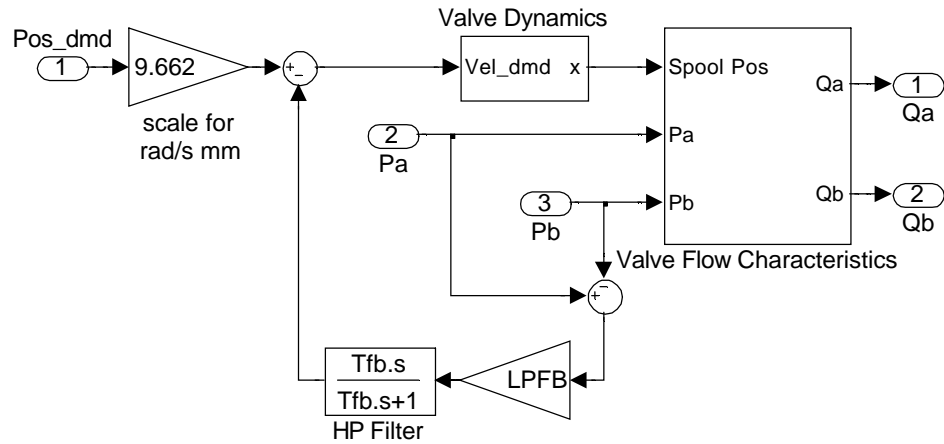 Valve Dynamics
Pos_dmd
1
9.662
+
−
Vel_dmd x
Spool Pos
Qa
1
Qa
scale for
rad/s mm
2
Pa
Pa
3
Pb
Pb
Qb
2
Qb
Valve Flow Characteristics
−
+
Tfb.s
Tfb.s+1
LPFB
HP Filter